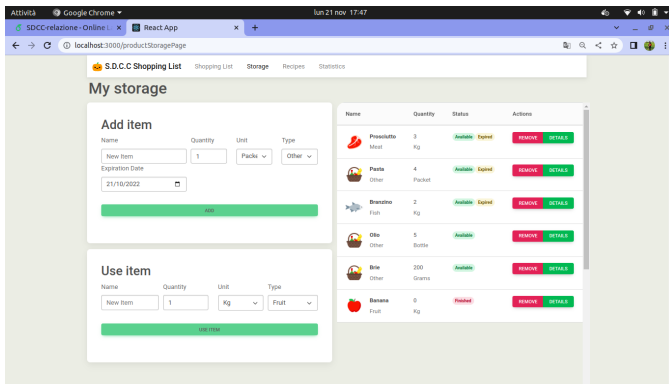 Attività Google Chrome lun 21 nov 17:47
SDCC-relazione - Online L React App
localhost:3000/productStoragePage
S.D.C.C Shopping List Shopping List Storage Recipes Statistics
My storage
Add item
Name Quantity Unit Type
New Item 1 Packe Other
Expiration Date
21/10/2022
ADD
Use item
Name Quantity Unit Type
New Item 1 Kg Fruit
USE ITEM
Name Quantity Status Actions
Prosciutto 3 Available Expired REMOVE DETAILS
Meat Kg
Pasta 4 Available Expired REMOVE DETAILS
Other Packet
Branzino 2 Available Expired REMOVE DETAILS
Fish Kg
Olio 5 Available REMOVE DETAILS
Other Bottle
Brie 200 Available REMOVE DETAILS
Other Grams
Banana 0 Finished REMOVE DETAILS
Fruit Kg